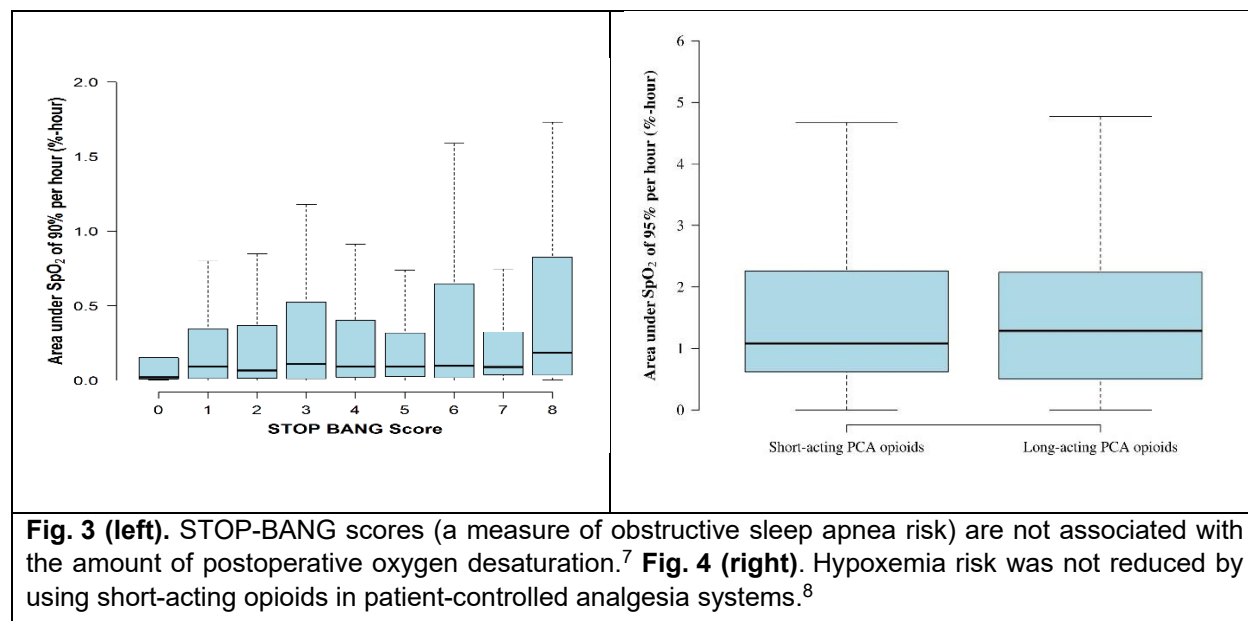 Area under SpO2 of 90% per hour (%-hour)
2.0
1.5
1.0
0.5
0.0
0 1 2 3 4 5 6 7 8
STOP BANG Score
Area under SpO2 of 95% per hour (%-hour)
6
5
4
3
2
1
0
Short-acting PCA opioids Long-acting PCA opioids
Fig. 3 (left). STOP-BANG scores (a measure of obstructive sleep apnea risk) are not associated with
the amount of postoperative oxygen desaturation.7 Fig. 4 (right). Hypoxemia risk was not reduced by
using short-acting opioids in patient-controlled analgesia systems.8